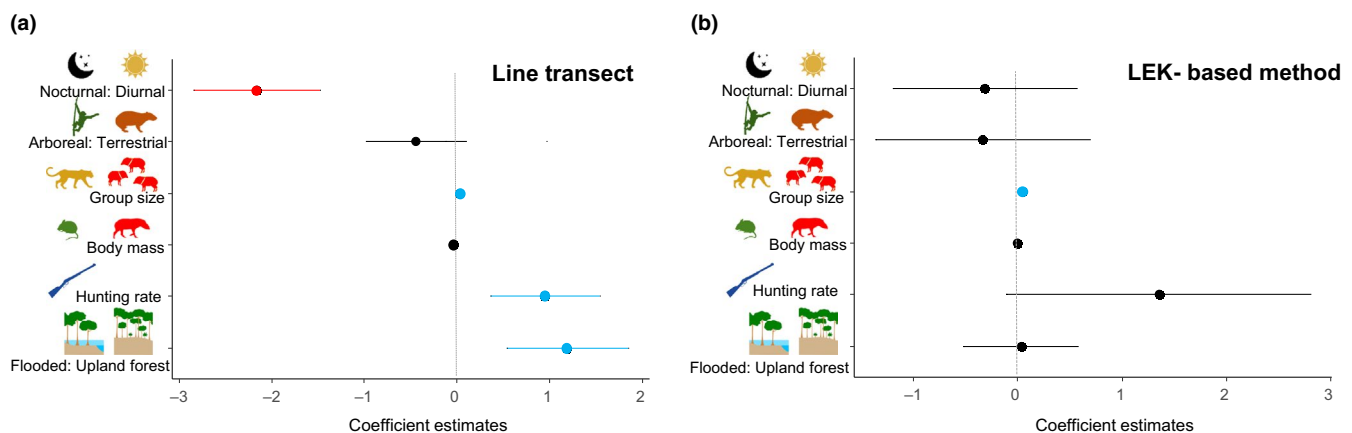 (a)
Line transect
Nocturnal: Diurnal
Arboreal: Terrestrial
Group size
Body mass
Hunting rate
Flooded: Upland forest
–3
–2
–1
0
1
2
Coefficient estimates
(b)
LEK- based method
Nocturnal: Diurnal
Arboreal: Terrestrial
Group size
Body mass
Hunting rate
Flooded: Upland forest
–1
0
1
2
3
Coefficient estimates